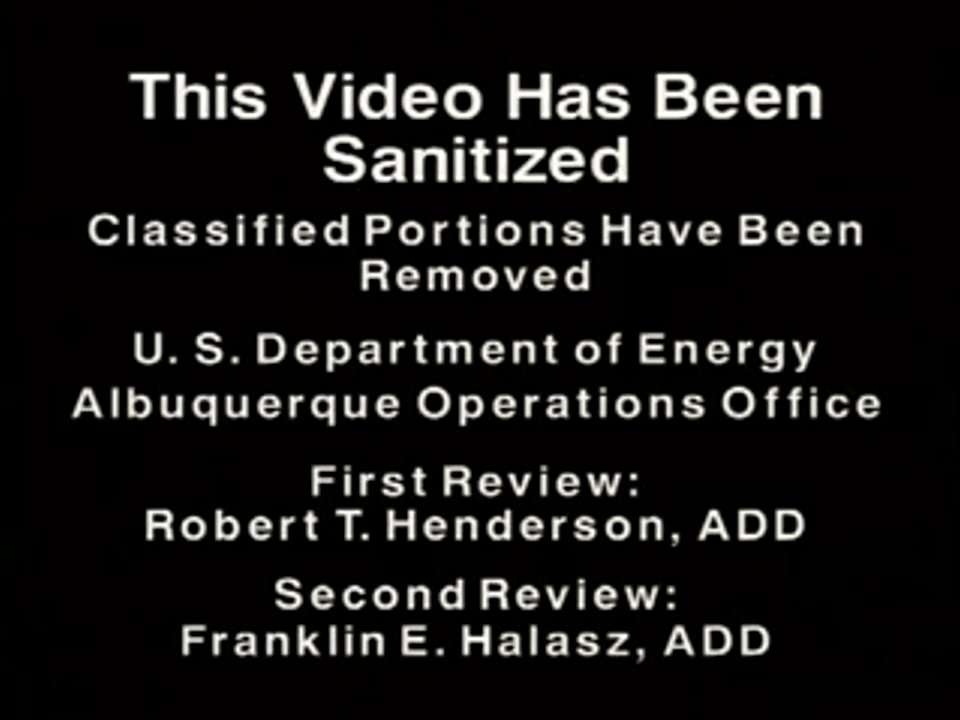 This Video Has Been
Sanitized
Classified Portions Have Been
Removed
U. S. Department of Energy
Albuquerque Operations Office
First Review:
Robert T. Henderson, ADD
Second Review:
Franklin E. Halasz, ADD